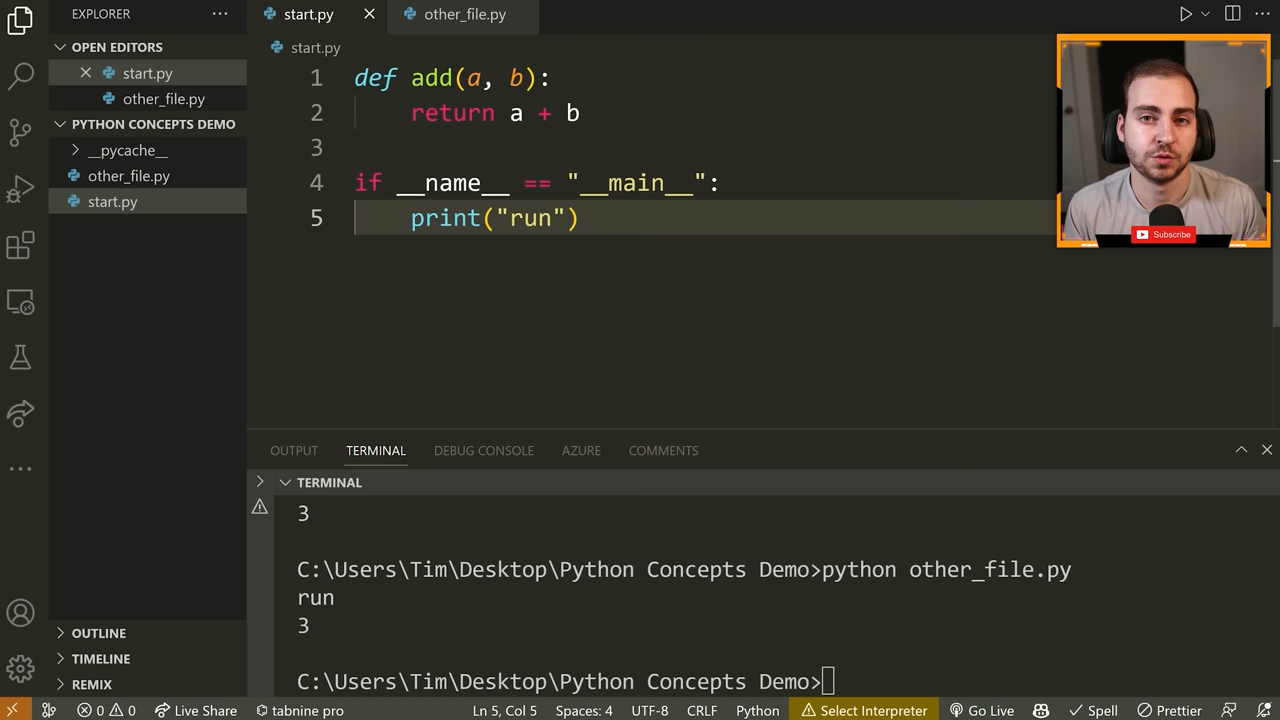 EXPLORER
OPEN EDITORS
start.py
other_file.py
PYTHON CONCEPTS DEMO
__pycache__
other_file.py
start.py
OUTLINE
TIMELINE
REMIX
start.py
other_file.py
start.py
1 def add(a, b):
2 return a + b
3
4 if __name__ == "__main__":
5 print("run")
Subscribe
OUTPUT TERMINAL DEBUG CONSOLE AZURE COMMENTS
TERMINAL
3
C:\Users\Tim\Desktop\Python Concepts Demo>python other_file.py
run
3
C:\Users\Tim\Desktop\Python Concepts Demo>
0 0 Live Share tabnine pro Ln 5, Col 5 Spaces: 4 UTF-8 CRLF Python Select Interpreter Go Live Spell Prettier